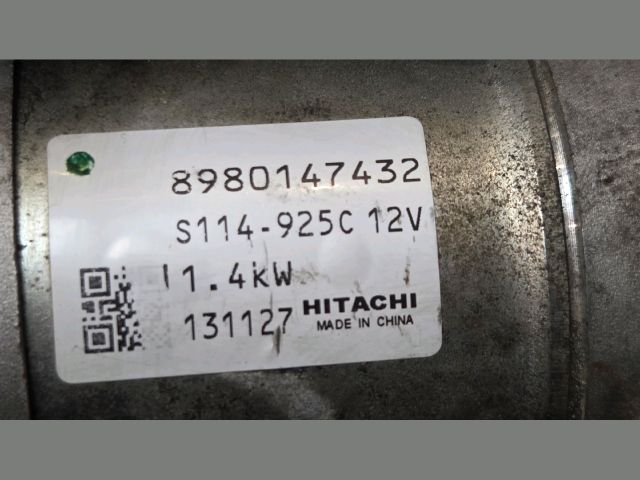 8980147432
S114-925C 12V
1.4kW
131127 HITACHI
MADE IN CHINA